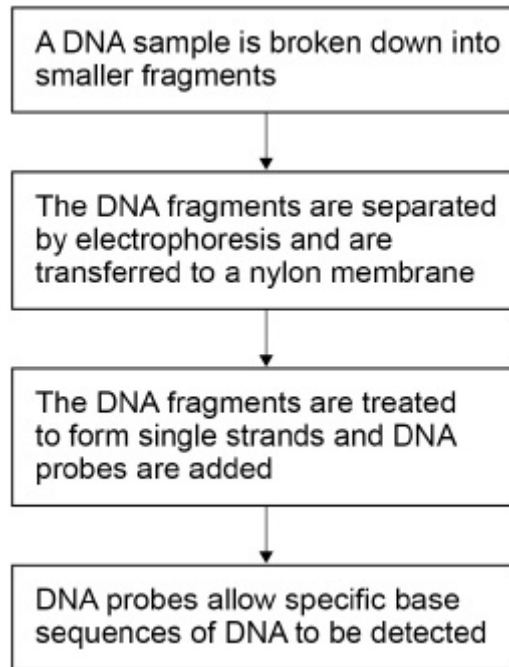 A DNA sample is broken down into
smaller fragments
The DNA fragments are separated
by electrophoresis and are
transferred to a nylon membrane
The DNA fragments are treated
to form single strands and DNA
probes are added
DNA probes allow specific base
sequences of DNA to be detected